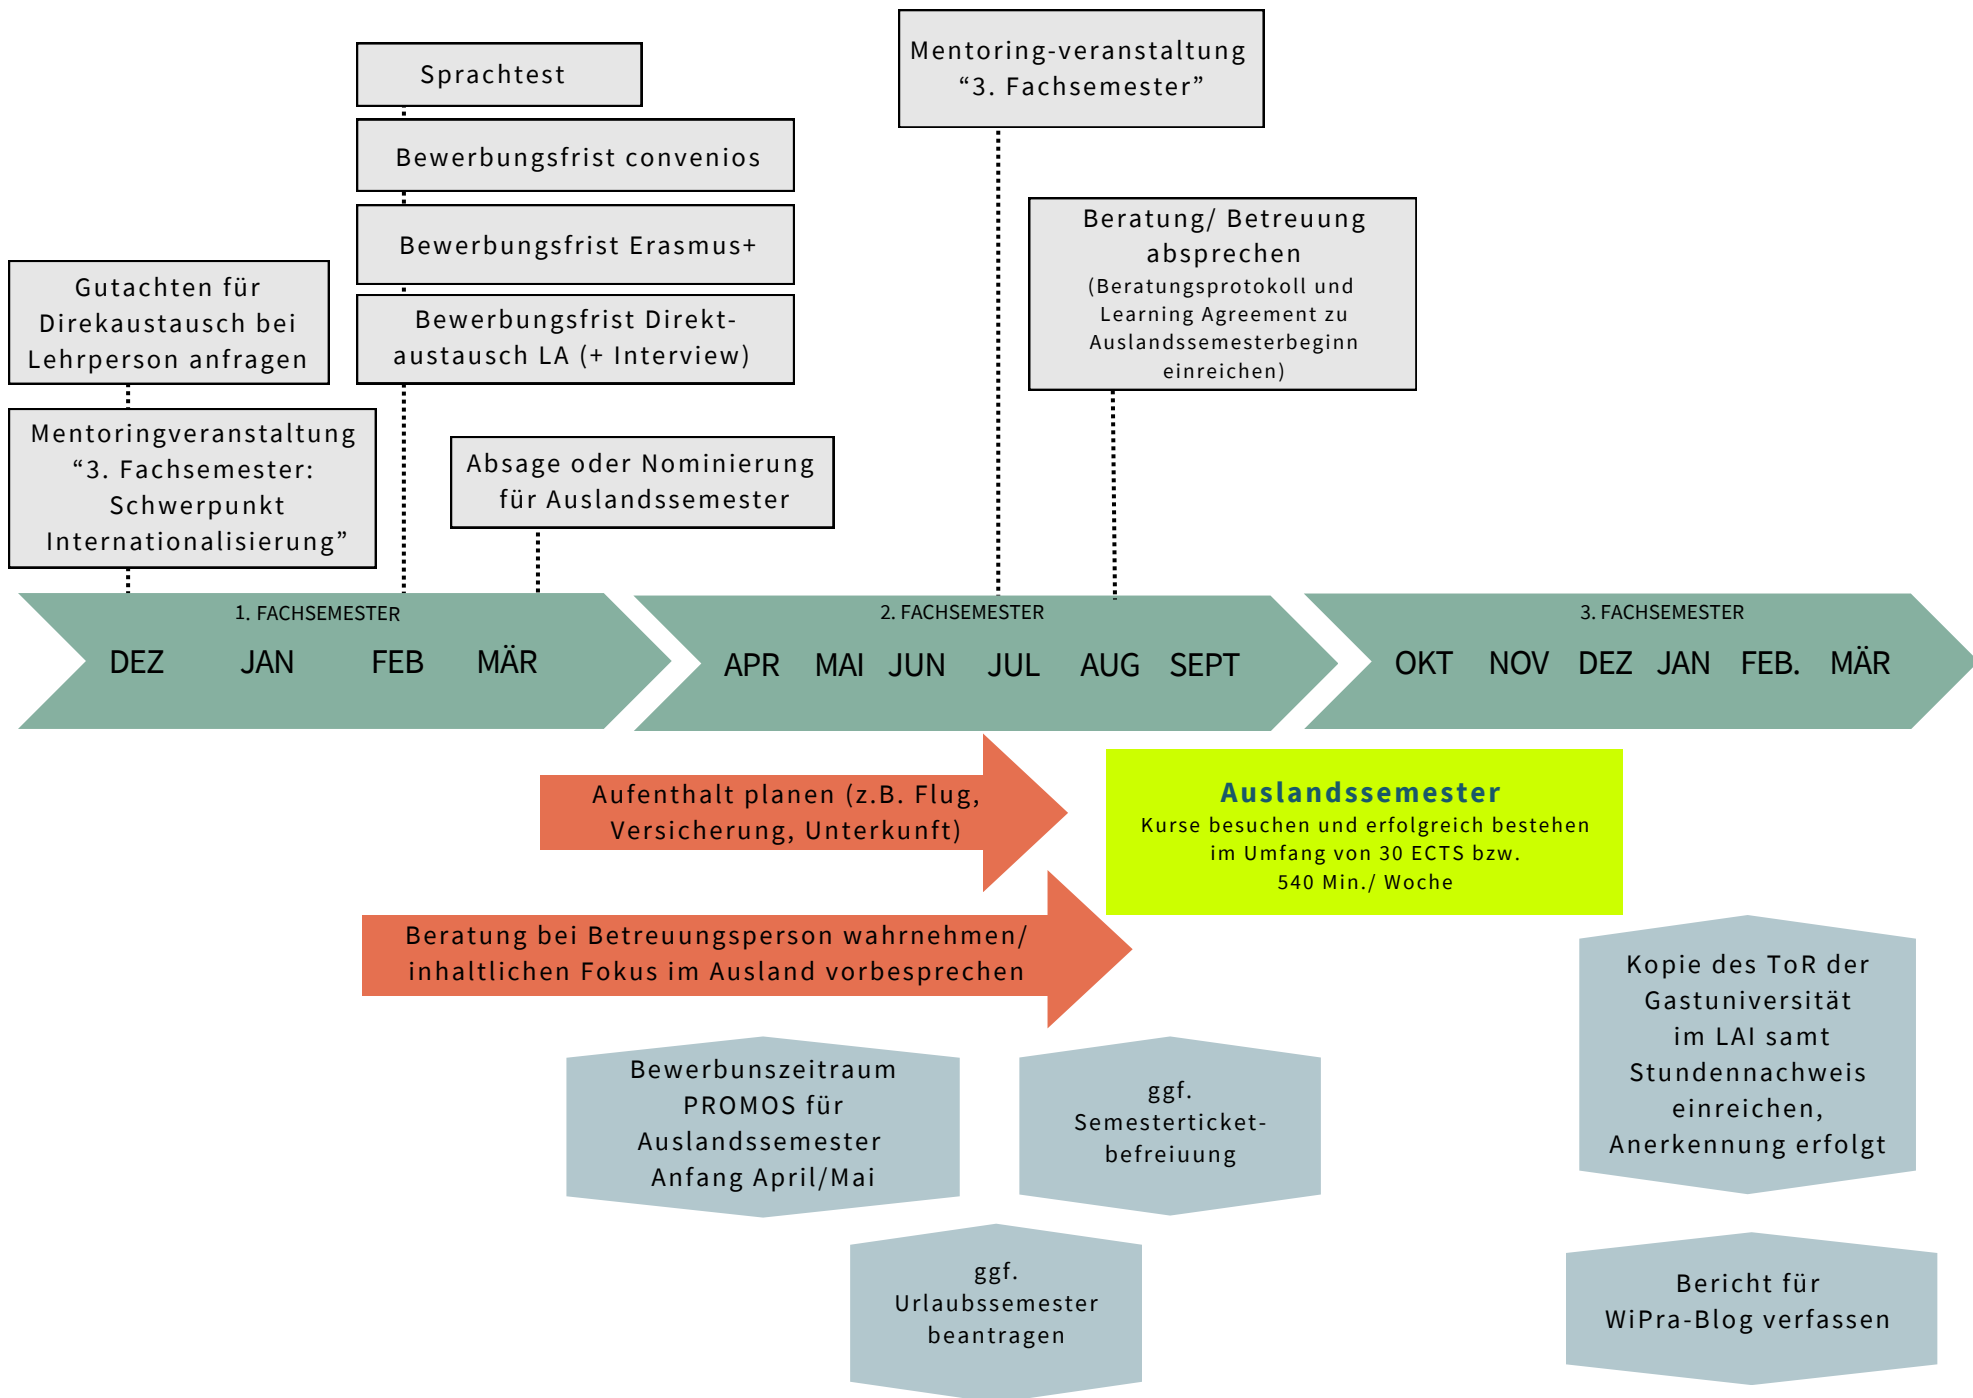 Sprachtest
Bewerbungsfrist convenios
Bewerbungsfrist Erasmus+
Bewerbungsfrist Direkt-
austausch LA (+ Interview)
Gutachten für
Direkaustausch bei
Lehrperson anfragen
Mentoringveranstaltung
“3. Fachsemester:
Schwerpunkt
Internationalisierung”
Absage oder Nominierung
für Auslandssemester
Mentoring-veranstaltung
“3. Fachsemester”
Beratung/ Betreuung
absprechen
(Beratungsprotokoll und
Learning Agreement zu
Auslandssemesterbeginn
einreichen)
1. FACHSEMESTER
DEZ JAN FEB MÄR
2. FACHSEMESTER
APR MAI JUN JUL AUG SEPT
3. FACHSEMESTER
OKT NOV DEZ JAN FEB. MÄR
Aufenthalt planen (z.B. Flug,
Versicherung, Unterkunft)
Auslandssemester
Kurse besuchen und erfolgreich bestehen
im Umfang von 30 ECTS bzw.
540 Min./ Woche
Beratung bei Betreuungsperson wahrnehmen/
inhaltlichen Fokus im Ausland vorbesprechen
Bewerbunszeitraum
PROMOS für
Auslandssemester
Anfang April/Mai
ggf.
Semesterticket-
befreiuung
Kopie des ToR der
Gastuniversität
im LAI samt
Stundennachweis
einreichen,
Anerkennung erfolgt
ggf.
Urlaubssemester
beantragen
Bericht für
WiPra-Blog verfassen